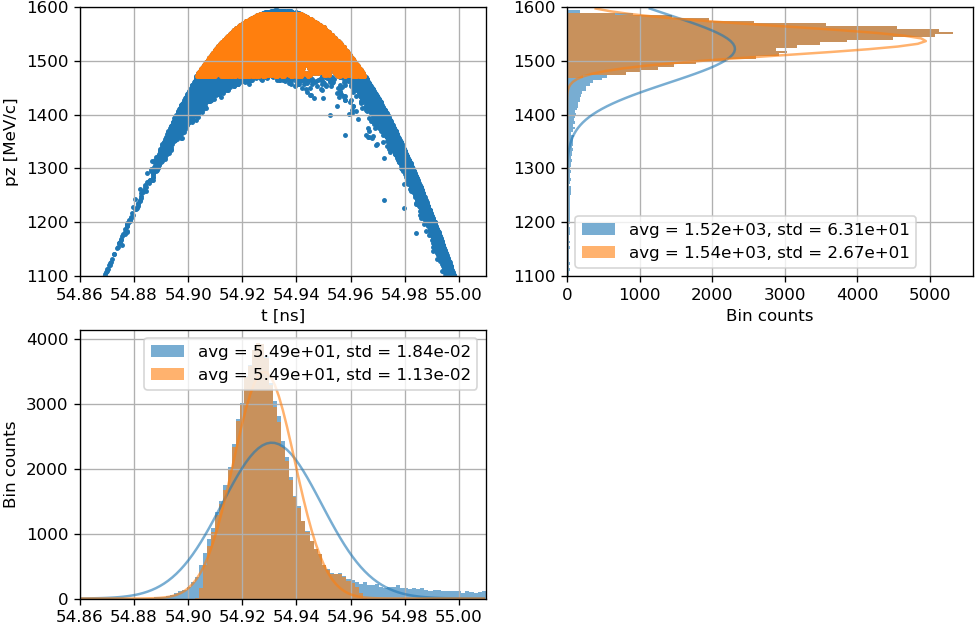 1600
1500
1400
1300
1200
1100
pz [MeV/c]
54.86 54.88 54.90 54.92 54.94 54.96 54.98 55.00
t [ns]
1600
1500
1400
1300
1200
1100
avg = 1.52e+03, std = 6.31e+01
avg = 1.54e+03, std = 2.67e+01
0 1000 2000 3000 4000 5000
Bin counts
4000
3000
2000
1000
0
Bin counts
avg = 5.49e+01, std = 1.84e-02
avg = 5.49e+01, std = 1.13e-02
54.86 54.88 54.90 54.92 54.94 54.96 54.98 55.00